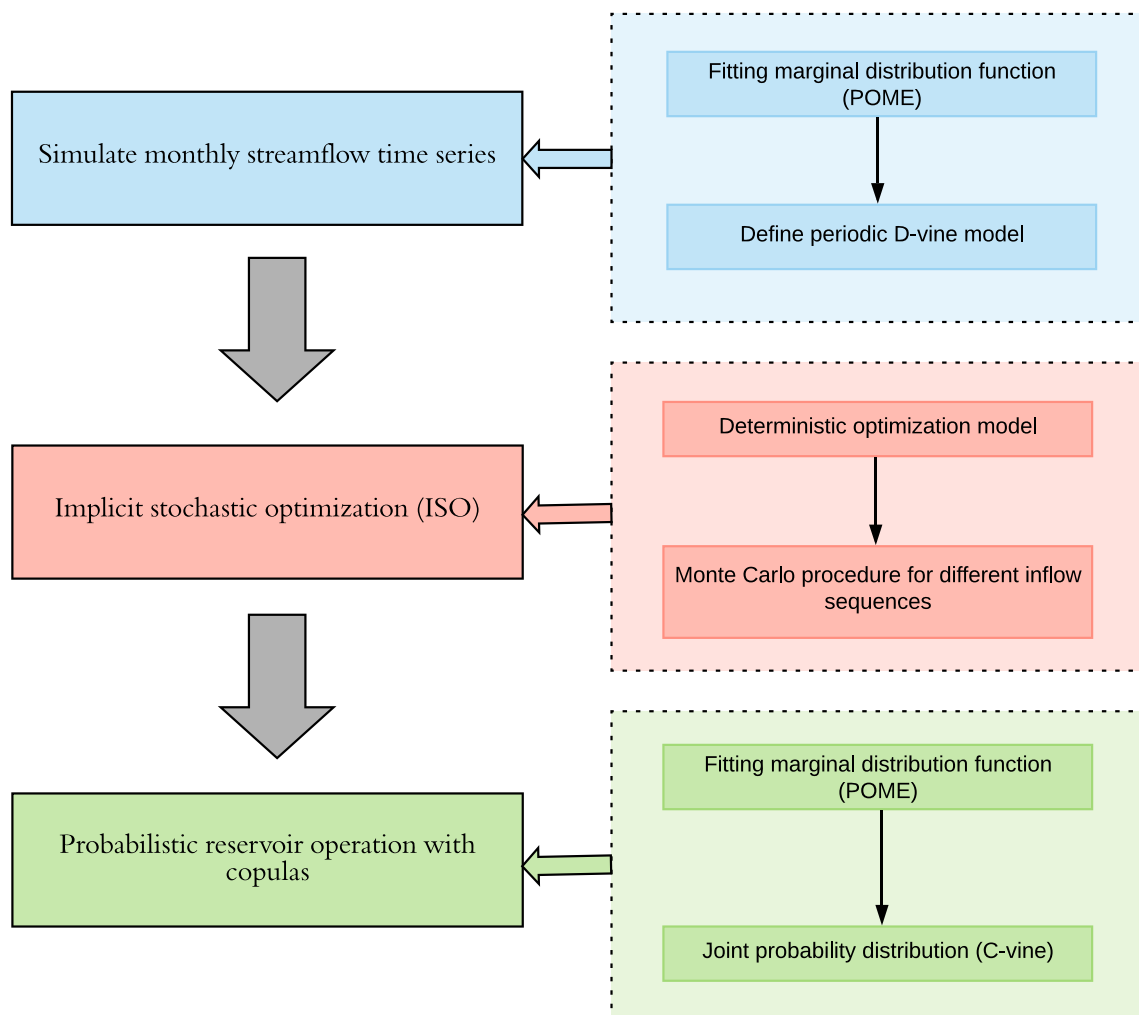 Simulate monthly streamflow time series
Fitting marginal distribution function
(POME)
Define periodic D-vine model
Implicit stochastic optimization (ISO)
Deterministic optimization model
Monte Carlo procedure for different inflow
sequences
Probabilistic reservoir operation with
copulas
Fitting marginal distribution function
(POME)
Joint probability distribution (C-vine)